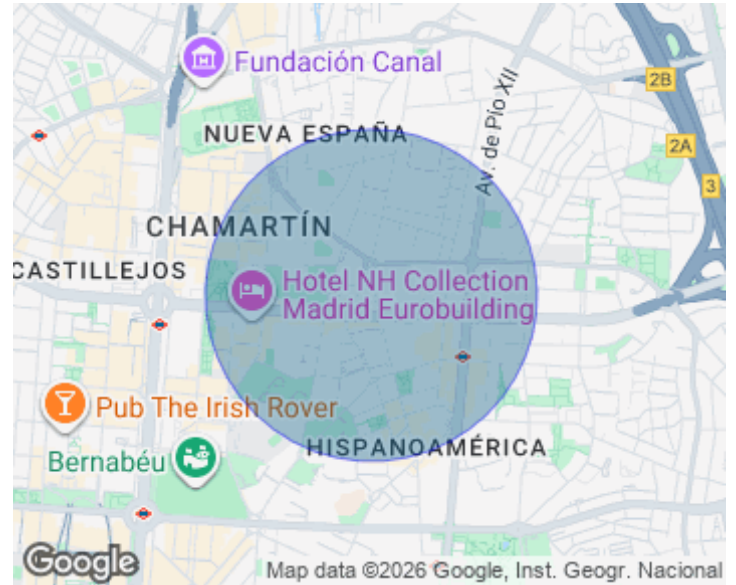 Fundación Canal
NUEVA ESPAÑA
Av. de Pío XII
2B
2A
3
CHAMARTÍN
CASTILLEJOS
Hotel NH Collection
Madrid Eurobuilding
Pub The Irish Rover
HISPANOAMÉRICA
Bernabéu
Google
Map data ©2026 Google, Inst. Geogr. Nacional